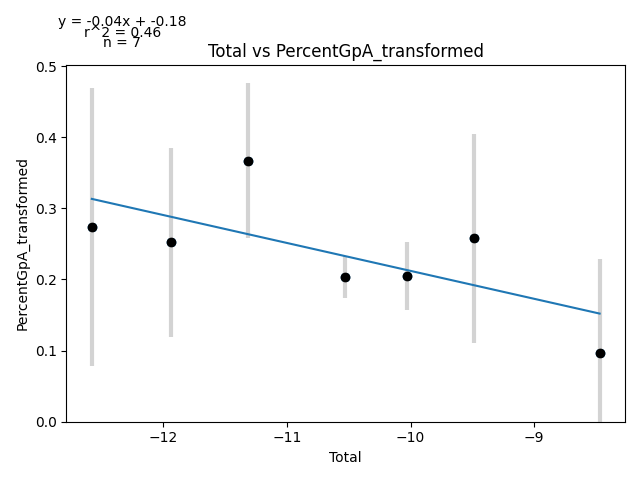 y = -0.04x + -0.18
r^2 = 0.46
n = 7
Total vs PercentGpA_transformed
0.5
0.4
0.3
0.2
0.1
0.0
PercentGpA_transformed
−12
−11
−10
−9
Total